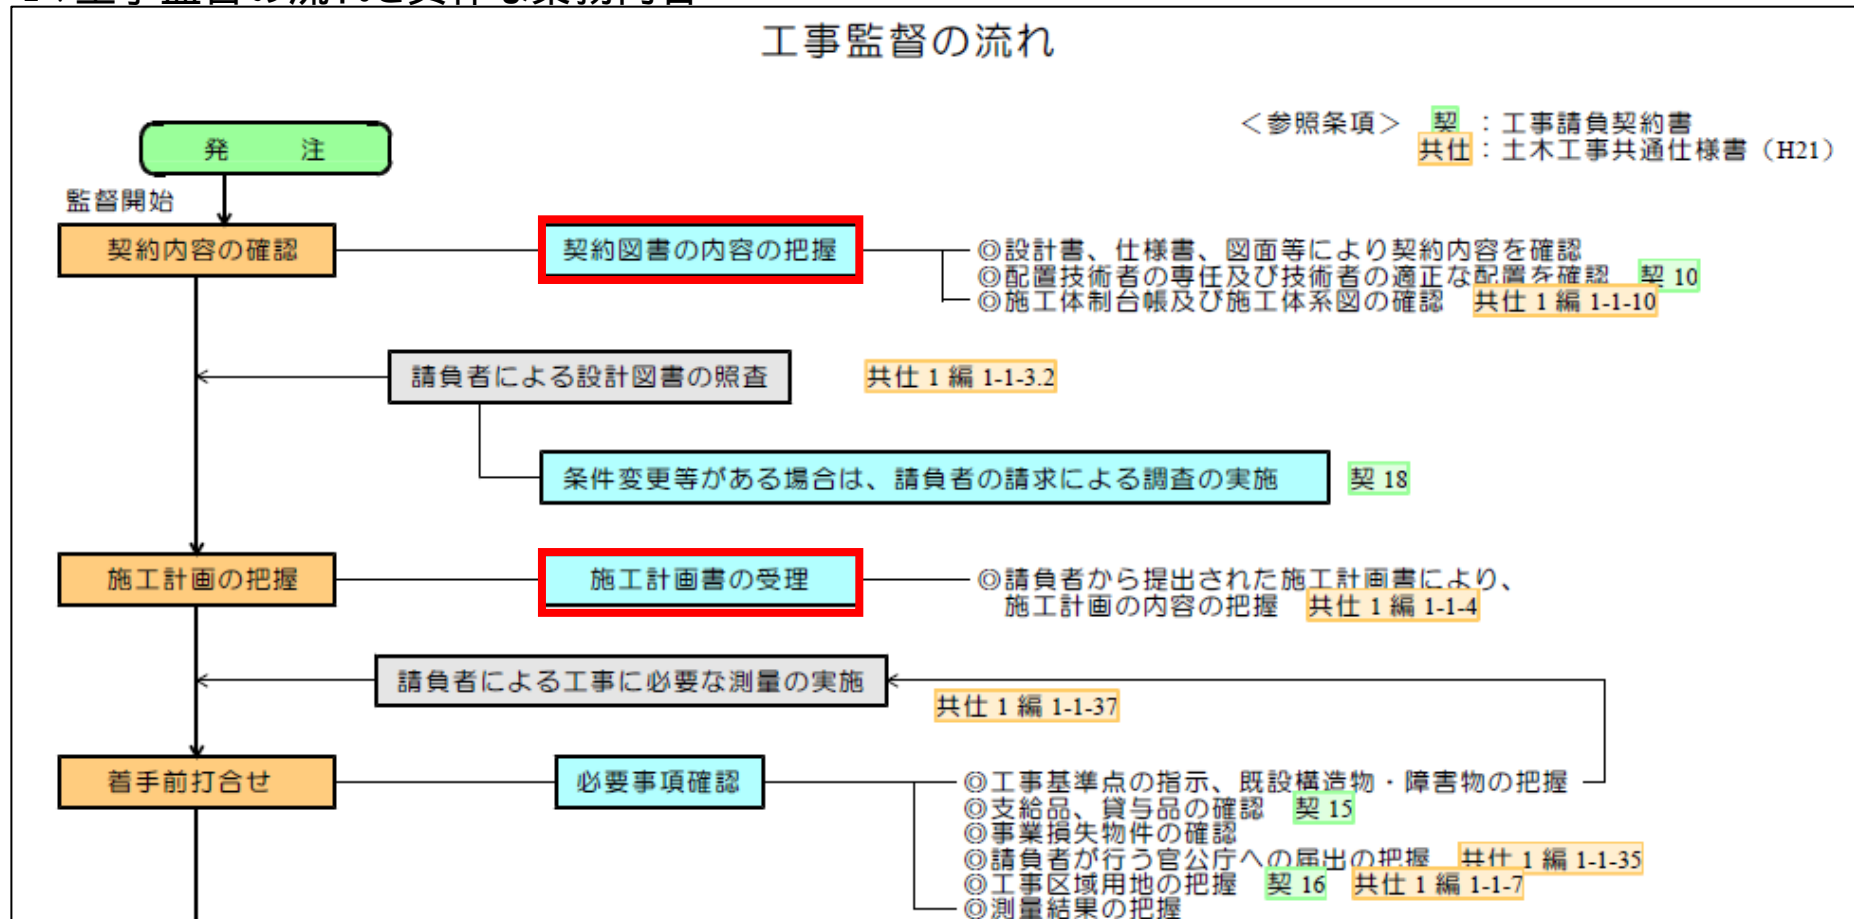 工事監督の流れ
<参照条項> 契 : 工事請負契約書
共仕 : 土木工事共通仕様書(H21)
発 注
監督開始
契約内容の確認
契約図書の内容の把握
◎設計書、仕様書、図面等により契約内容を確認
◎配置技術者の専任及び技術者の適正な配置を確認 契 10
◎施工体制台帳及び施工体系図の確認 共仕 1 編 1-1-10
請負者による設計図書の照査 共仕 1 編 1-1-3.2
条件変更等がある場合は、請負者の請求による調査の実施 契 18
施工計画の把握
施工計画書の受理
◎請負者から提出された施工計画書により、
施工計画の内容の把握 共仕 1 編 1-1-4
請負者による工事に必要な測量の実施
共仕 1 編 1-1-37
着手前打合せ
必要事項確認
◎工事基準点の指示、既設構造物・障害物の把握
◎支給品、貸与品の確認 契 15
◎事業損失物件の確認
◎請負者が行う官公庁への届出の把握 共仕 1 編 1-1-35
◎工事区域用地の把握 契 16 共仕 1 編 1-1-7
◎測量結果の把握